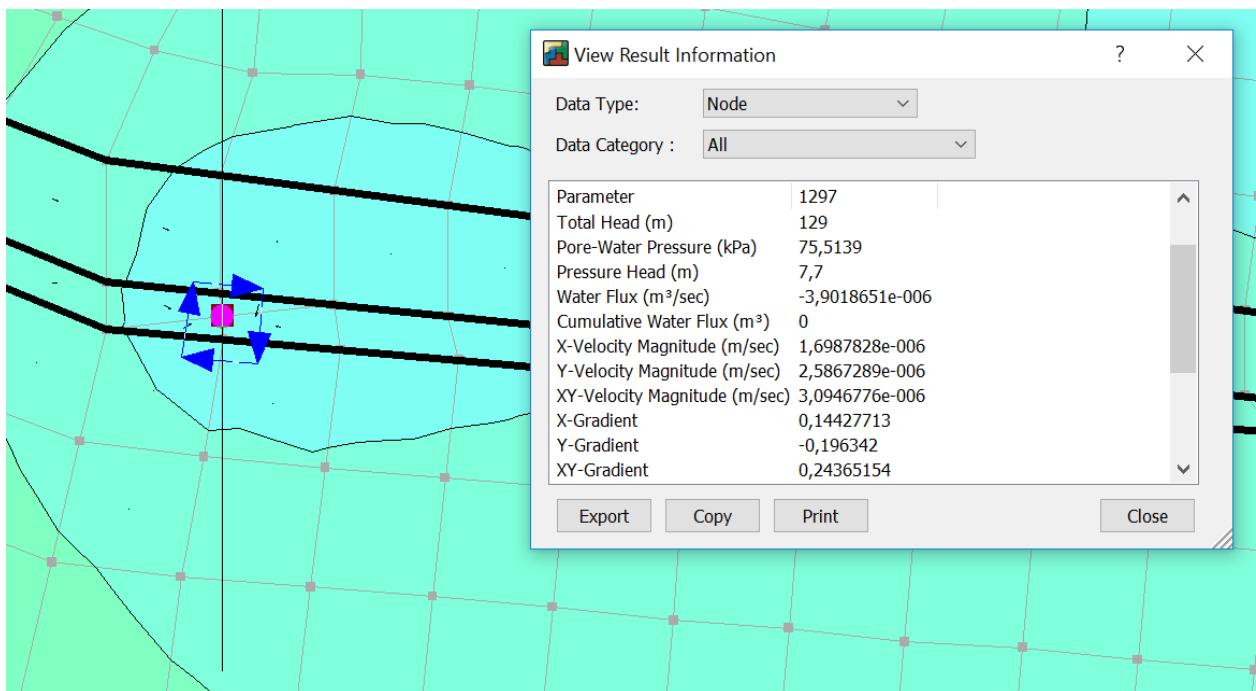 View Result Information ?
Data Type: Node
Data Category : All
Parameter 1297
Total Head (m) 129
Pore-Water Pressure (kPa) 75,5139
Pressure Head (m) 7,7
Water Flux (m³/sec) -3,9018651e-006
Cumulative Water Flux (m³) 0
X-Velocity Magnitude (m/sec) 1,6987828e-006
Y-Velocity Magnitude (m/sec) 2,5867289e-006
XY-Velocity Magnitude (m/sec) 3,0946776e-006
X-Gradient 0,14427713
Y-Gradient -0,196342
XY-Gradient 0,24365154
Export Copy Print Close